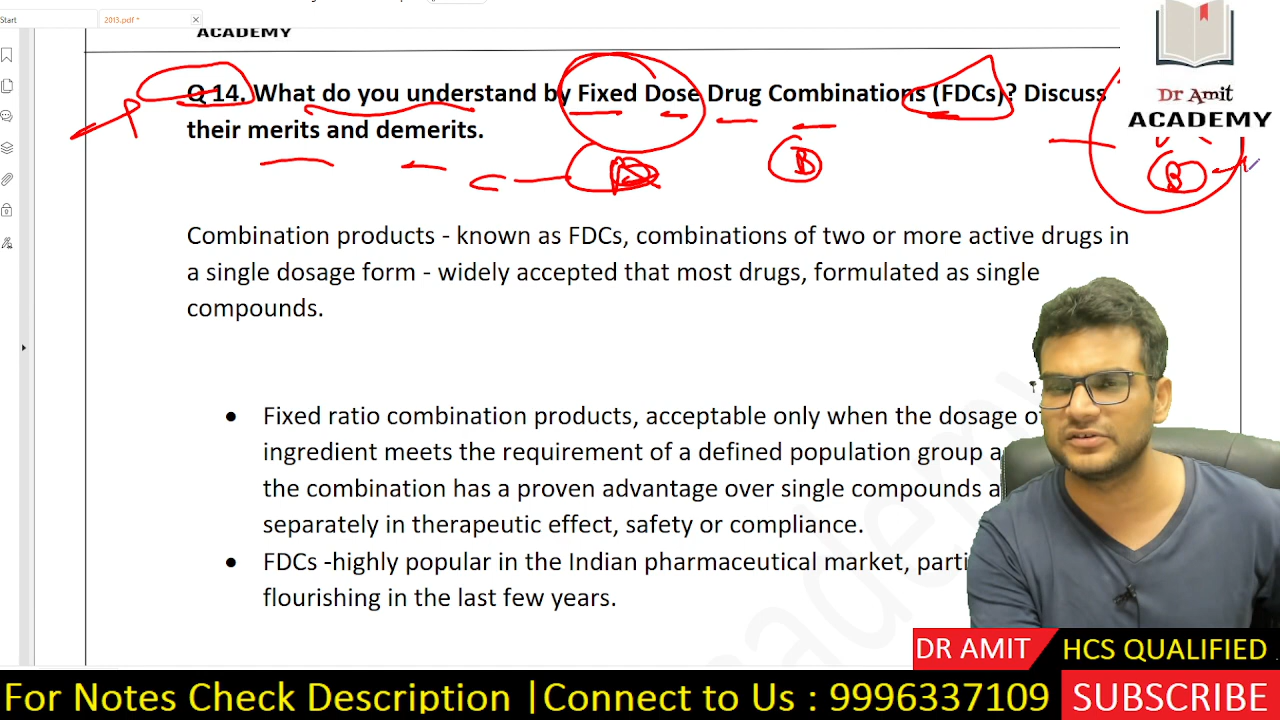 Start
2013.pdf *
ACADEMY
Q 14. What do you understand by Fixed Dose Drug Combinations (FDCs)? Discuss
their merits and demerits.
B
Dr Amit
ACADEMY
B
Combination products - known as FDCs, combinations of two or more active drugs in
a single dosage form - widely accepted that most drugs, formulated as single
compounds.
• Fixed ratio combination products, acceptable only when the dosage
ingredient meets the requirement of a defined population group
the combination has a proven advantage over single compounds
separately in therapeutic effect, safety or compliance.
• FDCs -highly popular in the Indian pharmaceutical market,
flourishing in the last few years.
DR AMIT
HCS QUALIFIED
For Notes Check Description |Connect to Us : 9996337109
SUBSCRIBE